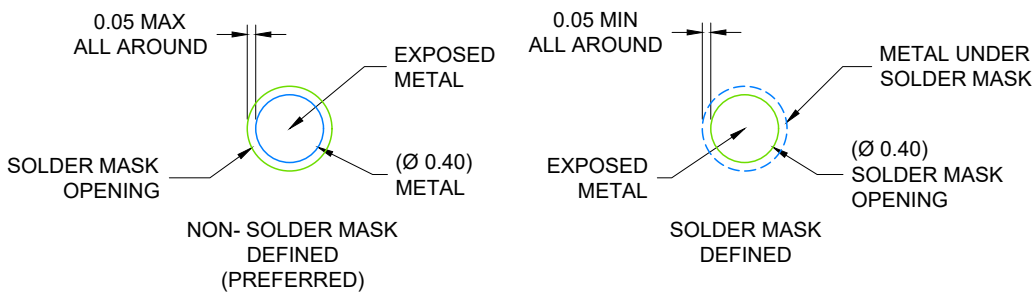 0.05 MAX
ALL AROUND
EXPOSED
METAL
SOLDER MASK
OPENING
(Ø 0.40)
METAL
NON- SOLDER MASK
DEFINED
(PREFERRED)
0.05 MIN
ALL AROUND
METAL UNDER
SOLDER MASK
EXPOSED
METAL
(Ø 0.40)
SOLDER MASK
OPENING
SOLDER MASK
DEFINED